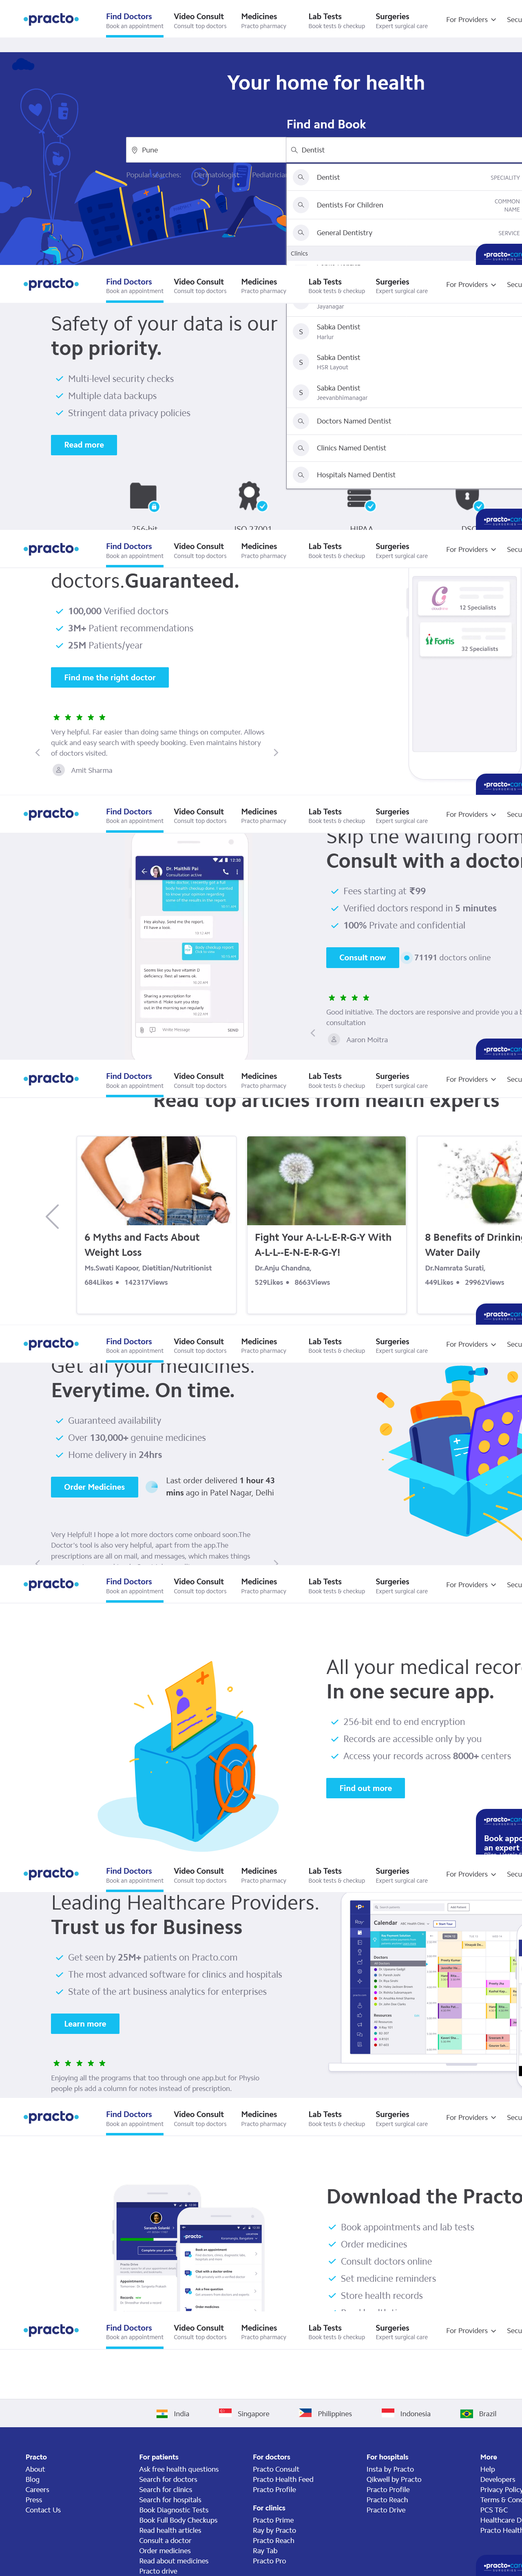 practo
Find Doctors
Book an appointment
Video Consult
Consult top doctors
Medicines
Practo pharmacy
Lab Tests
Book tests & checkup
Surgeries
Expert surgical care
For Providers
Secu
Your home for health
Find and Book
Pune
Dentist
Popular searches:
Dermatologist
Pediatrician
Dentist
SPECIALITY
Dentists For Children
COMMON
NAME
General Dentistry
SERVICE
Clinics
practo care
SURGERIES
practo
Find Doctors
Book an appointment
Video Consult
Consult top doctors
Medicines
Practo pharmacy
Lab Tests
Book tests & checkup
Surgeries
Expert surgical care
For Providers
Secu
Safety of your data is our
top priority.
Multi-level security checks
Multiple data backups
Stringent data privacy policies
Read more
Jayanagar
S
Sabka Dentist
Harlur
S
Sabka Dentist
HSR Layout
S
Sabka Dentist
Jeevanbhimanagar
Doctors Named Dentist
Clinics Named Dentist
Hospitals Named Dentist
256-bit
ISO 27001
HIPAA
DSC
practo care
SURGERIES
practo
Find Doctors
Book an appointment
Video Consult
Consult top doctors
Medicines
Practo pharmacy
Lab Tests
Book tests & checkup
Surgeries
Expert surgical care
For Providers
Secu
doctors.Guaranteed.
100,000 Verified doctors
3M+ Patient recommendations
25M Patients/year
Find me the right doctor
12 Specialists
Fortis
32 Specialists
Very helpful. Far easier than doing same things on computer. Allows
quick and easy search with speedy booking. Even maintains history
of doctors visited.
Amit Sharma
practo care
practo
Find Doctors
Book an appointment
Video Consult
Consult top doctors
Medicines
Practo pharmacy
Lab Tests
Book tests & checkup
Surgeries
Expert surgical care
For Providers
Secu
Skip the waiting room
Consult with a doctor
Fees starting at ₹99
Verified doctors respond in 5 minutes
100% Private and confidential
Consult now
71191 doctors online
Dr. Matthib Pai
Consultation active
Hey akshay. Send me the report.
I'll have a look
Seems like you have vitamin D
deficiency. Rest all seems ok
Sharing a prescription for
vitamin D. Make sure you step
out in the morning sun regularly
Write Message
SEND
Good initiative. The doctors are responsive and provide you a b
consultation
Aaron Moitra
practo care
SURGERIES
practo
Find Doctors
Book an appointment
Video Consult
Consult top doctors
Medicines
Practo pharmacy
Lab Tests
Book tests & checkup
Surgeries
Expert surgical care
For Providers
Secu
Read top articles from health experts
6 Myths and Facts About
Weight Loss
Ms.Swati Kapoor, Dietitian/Nutritionist
684Likes • 142317Views
Fight Your A-L-L-E-R-G-Y With
A-L-L--E-N-E-R-G-Y!
Dr.Anju Chandna,
529Likes • 8663Views
8 Benefits of Drinking
Water Daily
Dr.Namrata Surati,
449Likes • 29962Views
practo care
practo
Find Doctors
Book an appointment
Video Consult
Consult top doctors
Medicines
Practo pharmacy
Lab Tests
Book tests & checkup
Surgeries
Expert surgical care
For Providers
Secu
Get all your medicines.
Everytime. On time.
Guaranteed availability
Over 130,000+ genuine medicines
Home delivery in 24hrs
Order Medicines
Last order delivered 1 hour 43
mins ago in Patel Nagar, Delhi
Very Helpful! I hope a lot more doctors come onboard soon.The
Doctor's tool is also very helpful, apart from the app.The
prescriptions are all on mail, and messages, which makes things
practo
Find Doctors
Book an appointment
Video Consult
Consult top doctors
Medicines
Practo pharmacy
Lab Tests
Book tests & checkup
Surgeries
Expert surgical care
For Providers
Secu
All your medical recor
In one secure app.
256-bit end to end encryption
Records are accessible only by you
Access your records across 8000+ centers
Find out more
practo care
SURGERIES
Book appo
an expert
practo
Find Doctors
Book an appointment
Video Consult
Consult top doctors
Medicines
Practo pharmacy
Lab Tests
Book tests & checkup
Surgeries
Expert surgical care
For Providers
Secu
Leading Healthcare Providers.
Trust us for Business
Get seen by 25M+ patients on Practo.com
The most advanced software for clinics and hospitals
State of the art business analytics for enterprises
Learn more
Calendar
Doctors
Resources
Enjoying all the programs that too through one app.but for Physio
people pls add a column for notes instead of prescription.
practo
Find Doctors
Book an appointment
Video Consult
Consult top doctors
Medicines
Practo pharmacy
Lab Tests
Book tests & checkup
Surgeries
Expert surgical care
For Providers
Secu
Download the Practo
Book appointments and lab tests
Order medicines
Consult doctors online
Set medicine reminders
Store health records
practo
Book an appointment
Chat with a doctor online
Ask a free question
Order medicines
practo
Find Doctors
Book an appointment
Video Consult
Consult top doctors
Medicines
Practo pharmacy
Lab Tests
Book tests & checkup
Surgeries
Expert surgical care
For Providers
Secu
India
Singapore
Philippines
Indonesia
Brazil
Practo
About
Blog
Careers
Press
Contact Us
For patients
Ask free health questions
Search for doctors
Search for clinics
Search for hospitals
Book Diagnostic Tests
Book Full Body Checkups
Read health articles
Consult a doctor
Order medicines
Read about medicines
Practo drive
For doctors
Practo Consult
Practo Health Feed
Practo Profile
For clinics
Practo Prime
Ray by Practo
Practo Reach
Ray Tab
Practo Pro
For hospitals
Insta by Practo
Qikwell by Practo
Practo Profile
Practo Reach
Practo Drive
More
Help
Developers
Privacy Policy
Terms & Cond
PCS T&C
Healthcare D
Practo Health
practo care